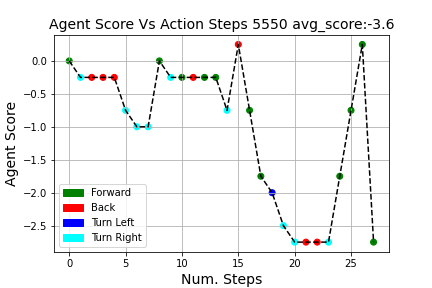 Agent Score Vs Action Steps 5550 avg_score:-3.6
Agent Score
0.0
−0.5
−1.0
−1.5
−2.0
−2.5
Forward
Back
Turn Left
Turn Right
0 5 10 15 20 25
Num. Steps